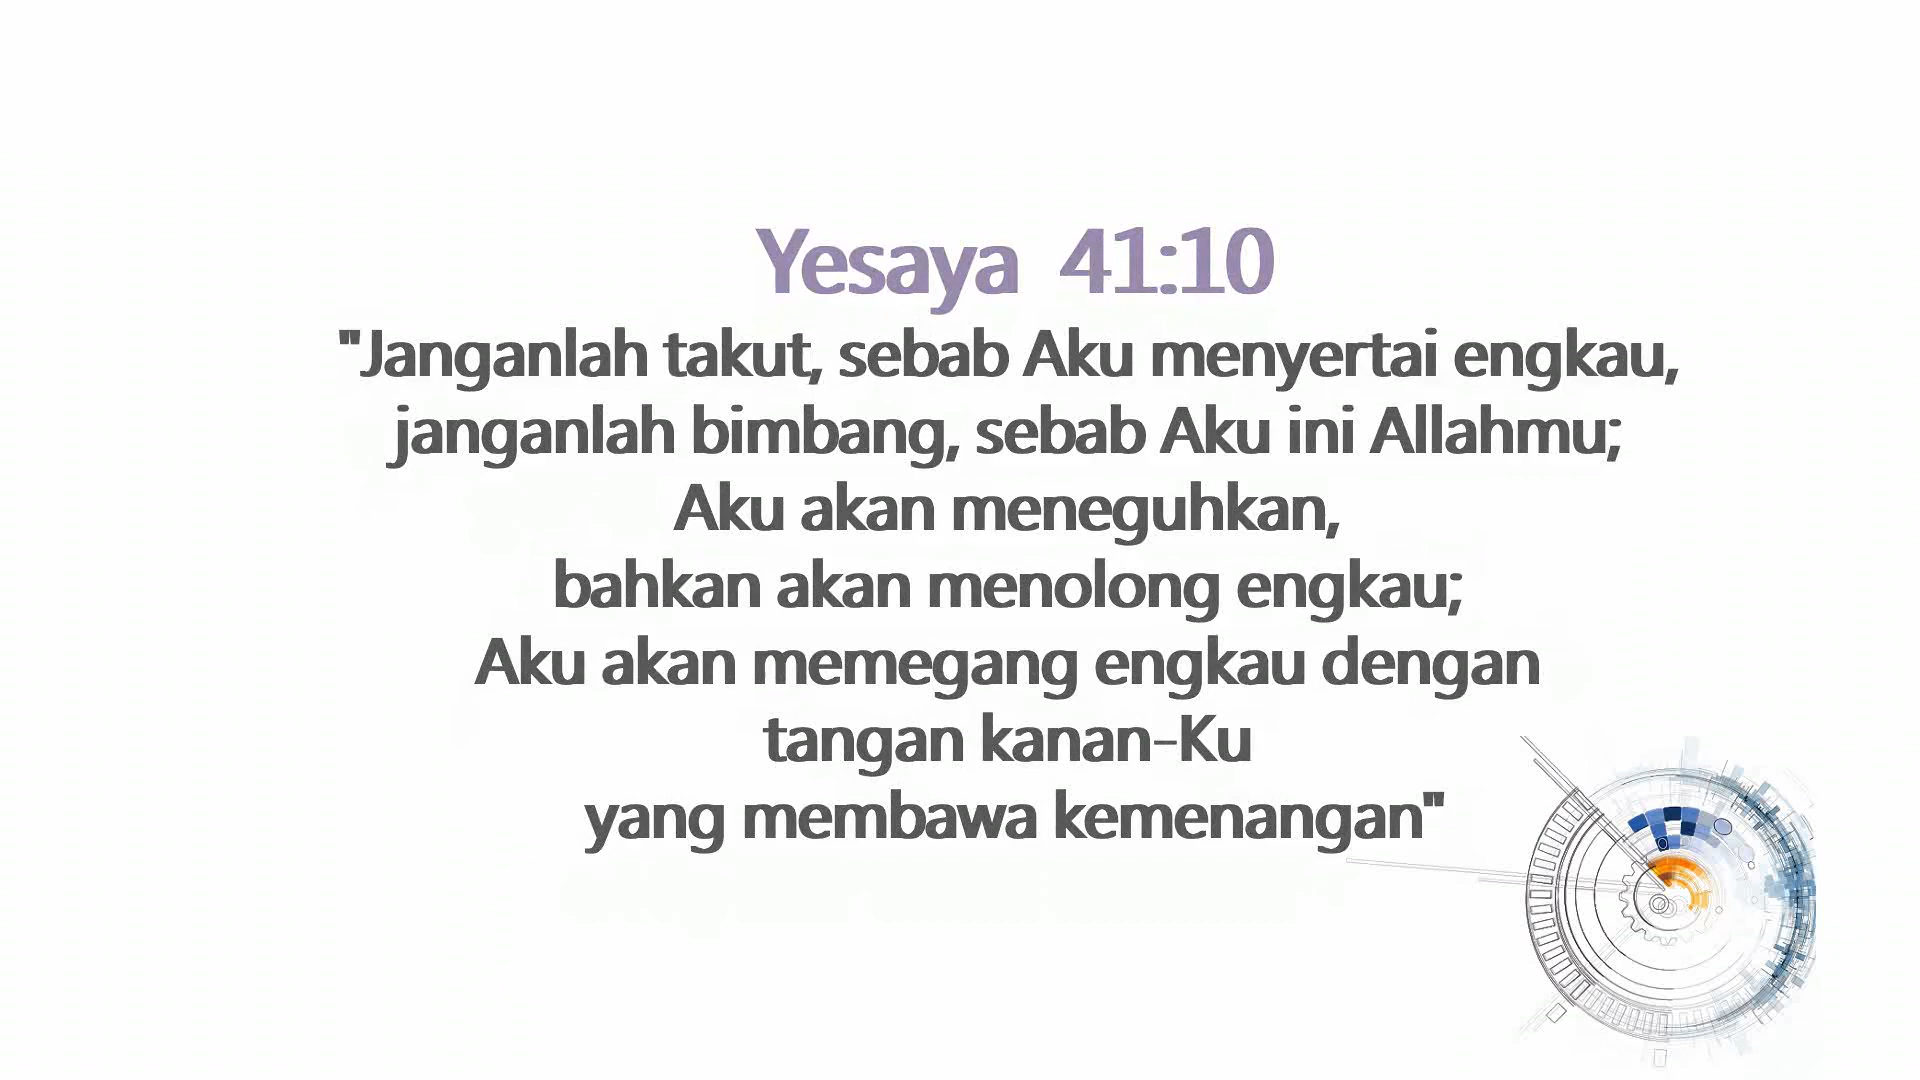 Yesaya 41:10
"Janganlah takut, sebab Aku menyertai engkau,
janganlah bimbang, sebab Aku ini Allahmu;
Aku akan meneguhkan,
bahkan akan menolong engkau;
Aku akan memegang engkau dengan
tangan kanan-Ku
yang membawa kemenangan"